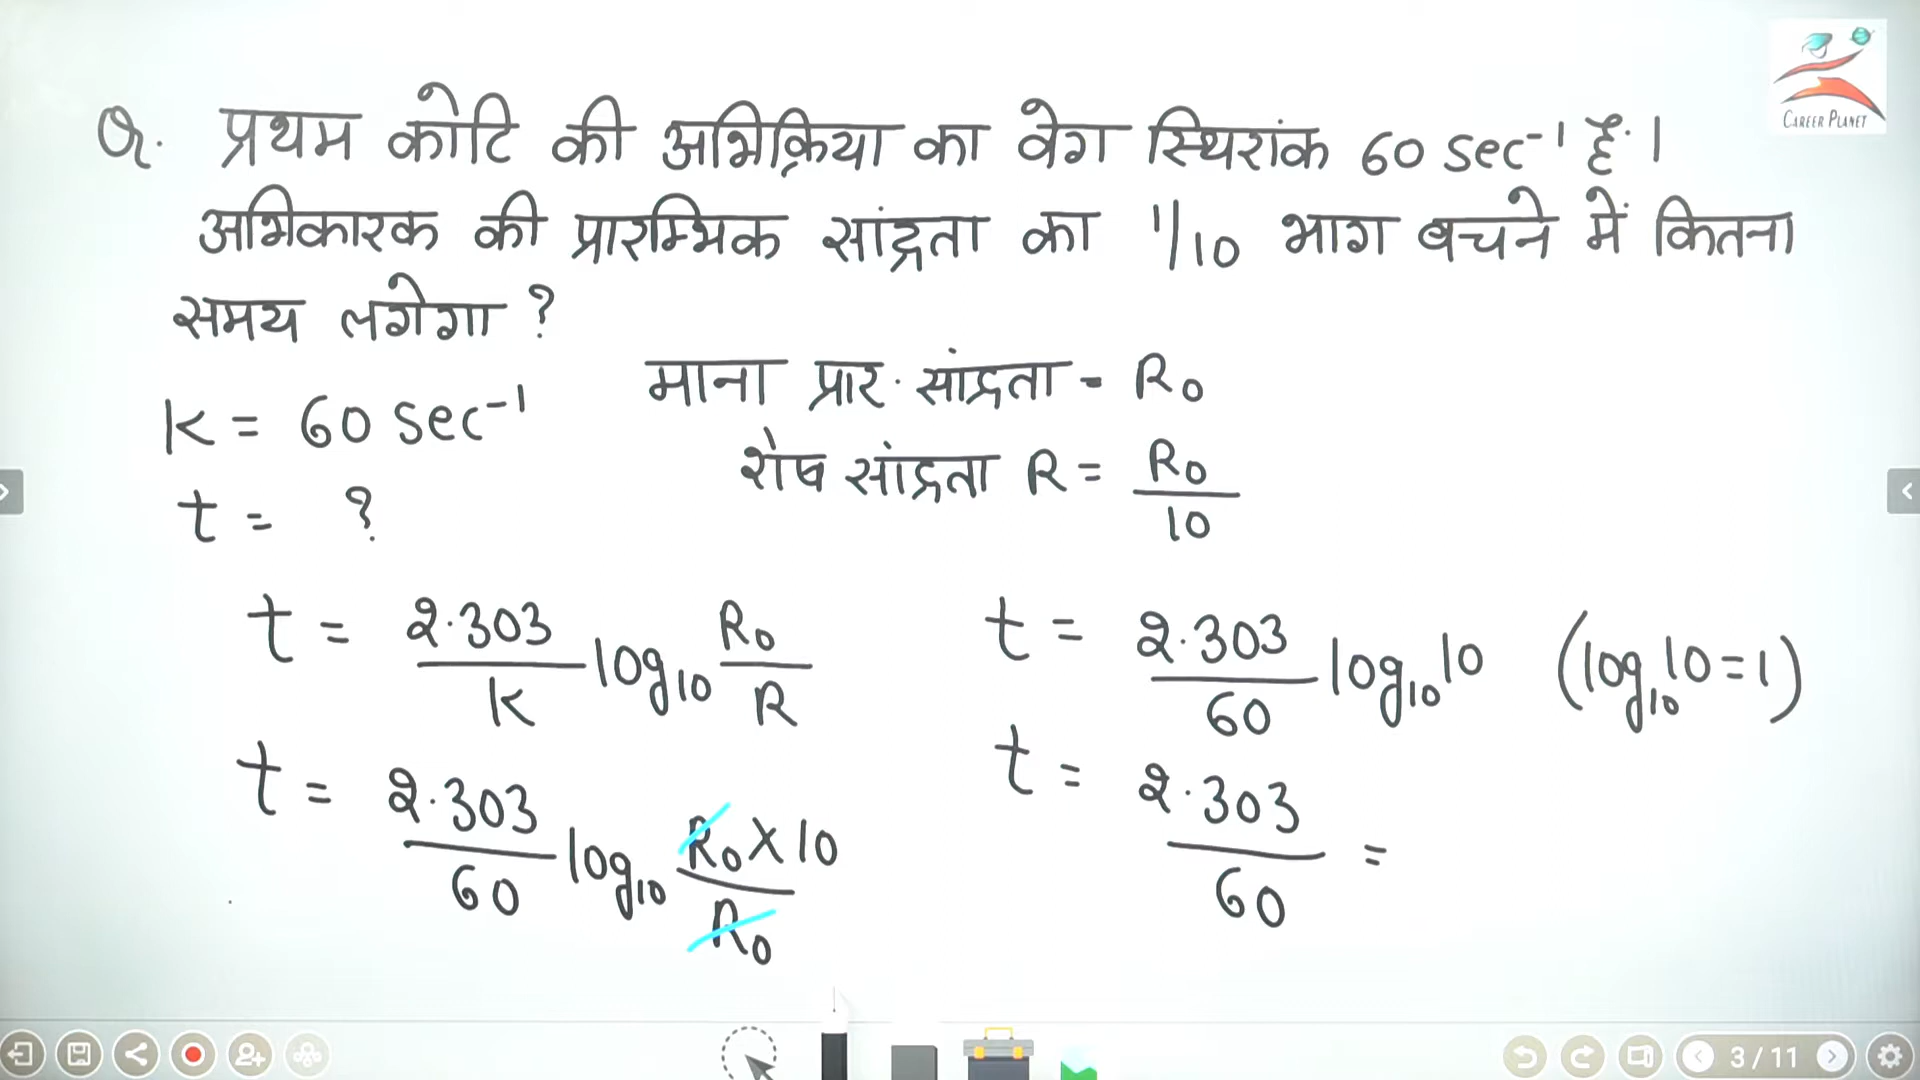 Q. प्रथम कोटि की अभिक्रिया का वेग स्थिरांक 60 sec⁻¹ है।
अभिकारक की प्रारम्भिक सांद्रता का 1/10 भाग बचने में कितना
समय लगेगा ?
K = 60 sec⁻¹
t = ?
माना प्रार. सांद्रता - R₀
शेष सांद्रता R = R₀/10
t = 2.303/K log₁₀ R₀/R
t = 2.303/60 log₁₀ R₀×10/R₀
t = 2.303/60 log₁₀10 (log₁₀10=1)
t = 2.303/60 =
CAREER PLANET
3 / 11